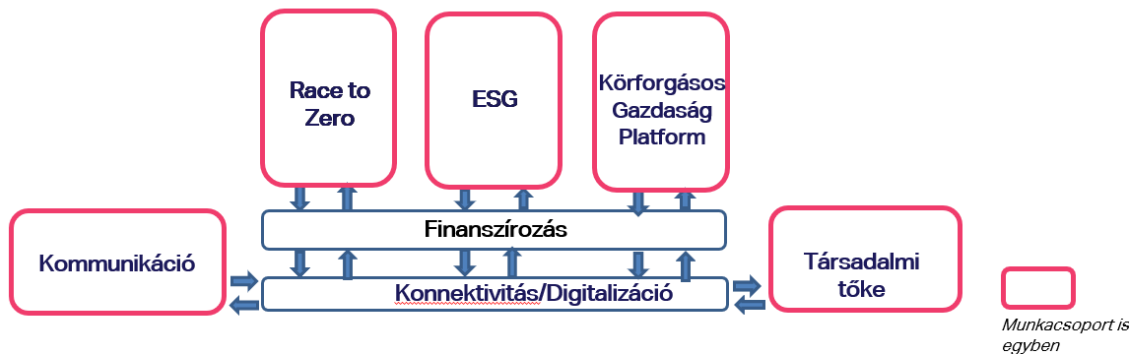 Race to
Zero
ESG
Körforgásos
Gazdaság
Platform
Finanszírozás
Kommunikáció
Konnektivitás/Digitalizáció
Társadalmi
tőke
Munkacsoport is
egyben